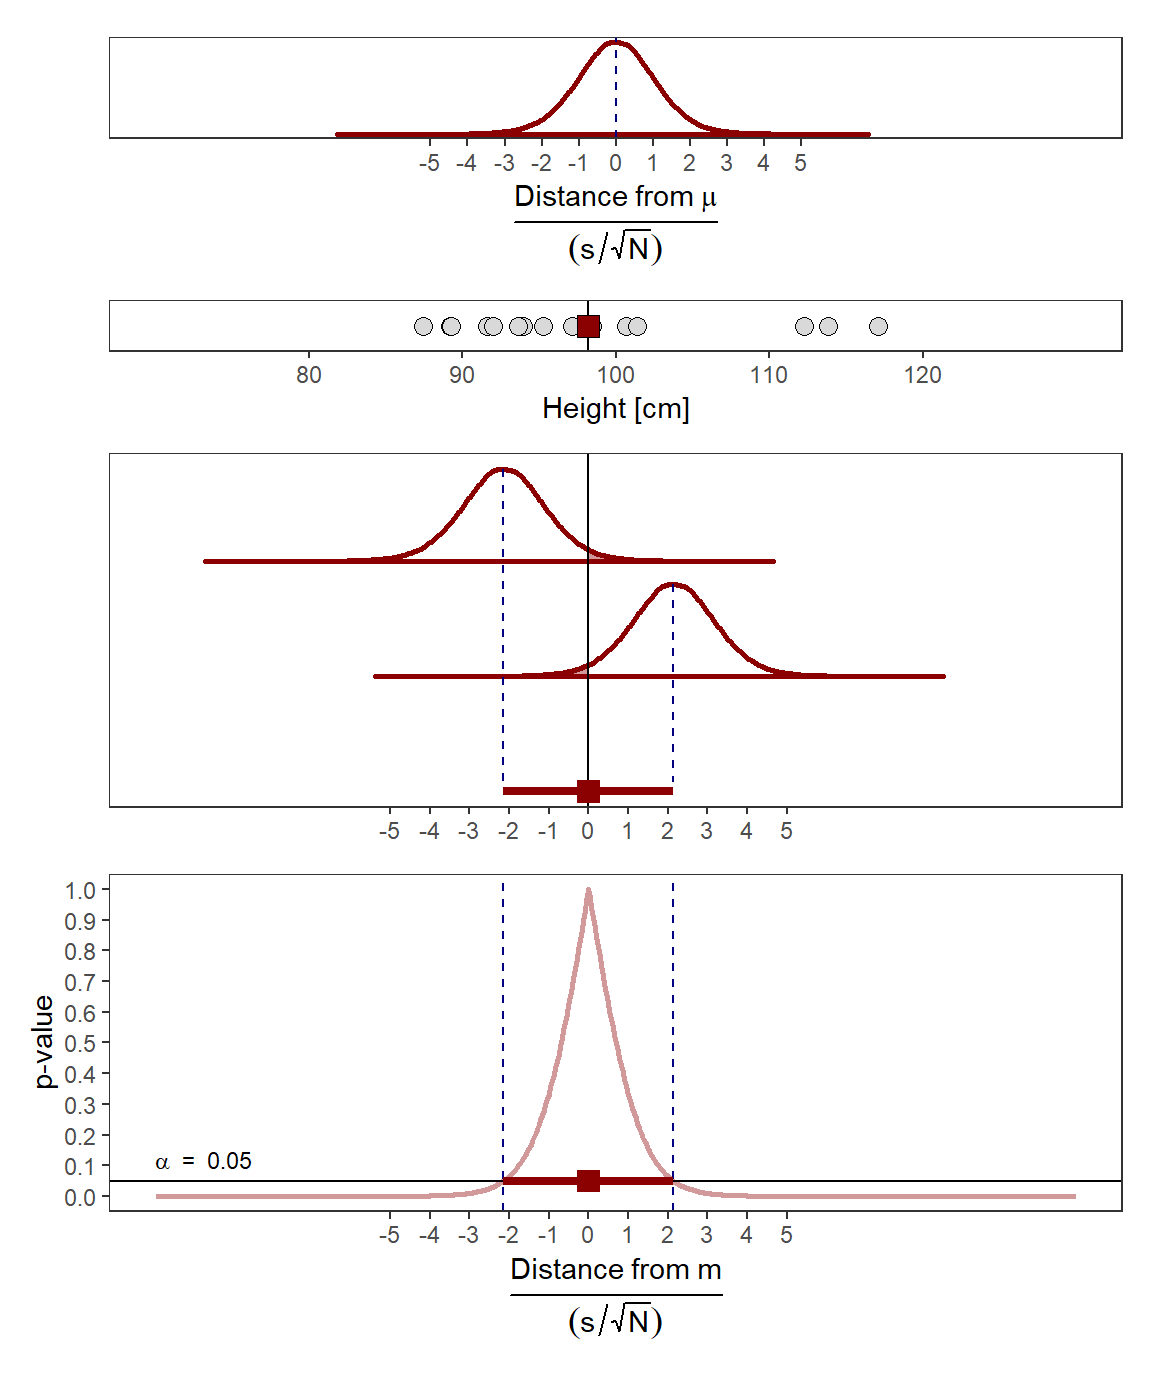 -5 -4 -3 -2 -1 0 1 2 3 4 5
Distance from μ
(s/√N)
80 90 100 110 120
Height [cm]
-5 -4 -3 -2 -1 0 1 2 3 4 5
1.0
0.9
0.8
0.7
0.6
0.5
0.4
0.3
0.2
0.1
0.0
p-value
α = 0.05
-5 -4 -3 -2 -1 0 1 2 3 4 5
Distance from m
(s/√N)